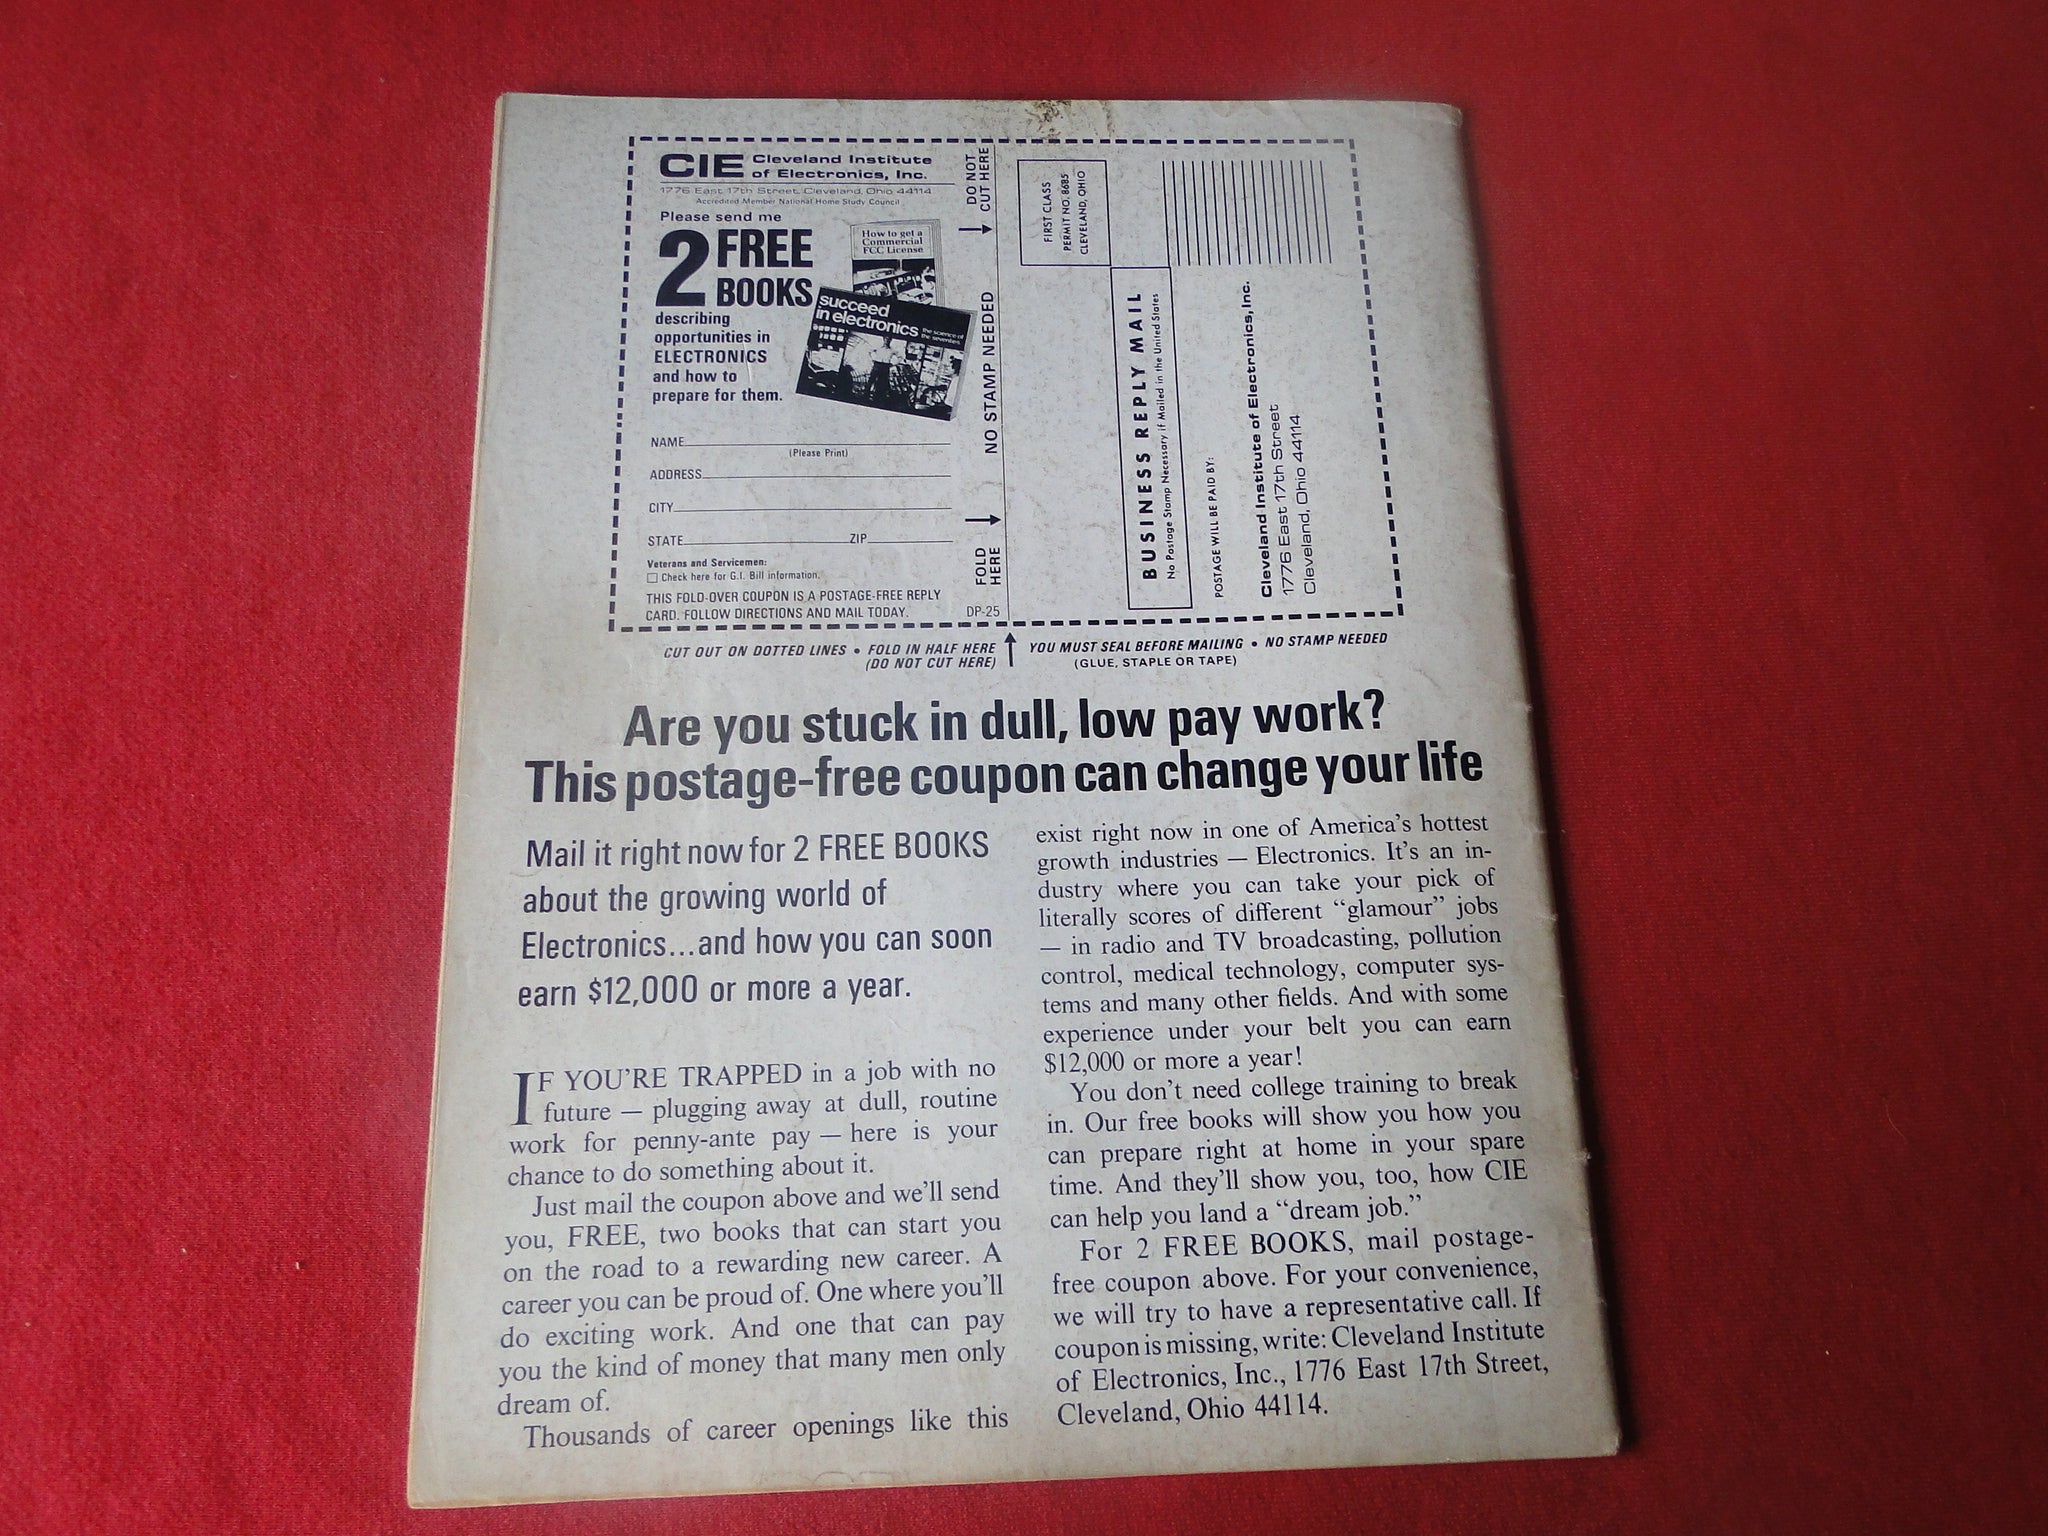 CIE Cleveland Institute
of Electronics, Inc.
1776 East 17th Street, Cleveland, Ohio 44114
Accredited Member National Home Study Council
Please send me
2 FREE
BOOKS
describing
opportunities in
ELECTRONICS
and how to
prepare for them.
How to get a
Commercial
FCC License
succeed
in electronics
the science of
the seventies
NAME
(Please Print)
ADDRESS
CITY
STATE ZIP
Veterans and Servicemen:
Check here for G.I. Bill information.
THIS FOLD-OVER COUPON IS A POSTAGE-FREE REPLY
CARD. FOLLOW DIRECTIONS AND MAIL TODAY. DP-25
DO NOT
CUT HERE
NO STAMP NEEDED
FOLD
HERE
FIRST CLASS
PERMIT NO. 8685
CLEVELAND, OHIO
BUSINESS REPLY MAIL
No Postage Stamp Necessary if Mailed in the United States
POSTAGE WILL BE PAID BY:
Cleveland Institute of Electronics, Inc.
1776 East 17th Street
Cleveland, Ohio 44114
CUT OUT ON DOTTED LINES • FOLD IN HALF HERE
(DO NOT CUT HERE)
YOU MUST SEAL BEFORE MAILING • NO STAMP NEEDED
(GLUE, STAPLE OR TAPE)
Are you stuck in dull, low pay work?
This postage-free coupon can change your life
Mail it right now for 2 FREE BOOKS
about the growing world of
Electronics...and how you can soon
earn $12,000 or more a year.
IF YOU'RE TRAPPED in a job with no
future — plugging away at dull, routine
work for penny-ante pay — here is your
chance to do something about it.
Just mail the coupon above and we'll send
you, FREE, two books that can start you
on the road to a rewarding new career. A
career you can be proud of. One where you'll
do exciting work. And one that can pay
you the kind of money that many men only
dream of.
Thousands of career openings like this
exist right now in one of America's hottest
growth industries — Electronics. It's an in-
dustry where you can take your pick of
literally scores of different "glamour" jobs
— in radio and TV broadcasting, pollution
control, medical technology, computer sys-
tems and many other fields. And with some
experience under your belt you can earn
$12,000 or more a year!
You don't need college training to break
in. Our free books will show you how you
can prepare right at home in your spare
time. And they'll show you, too, how CIE
can help you land a "dream job."
For 2 FREE BOOKS, mail postage-
free coupon above. For your convenience,
we will try to have a representative call. If
coupon is missing, write: Cleveland Institute
of Electronics, Inc., 1776 East 17th Street,
Cleveland, Ohio 44114.